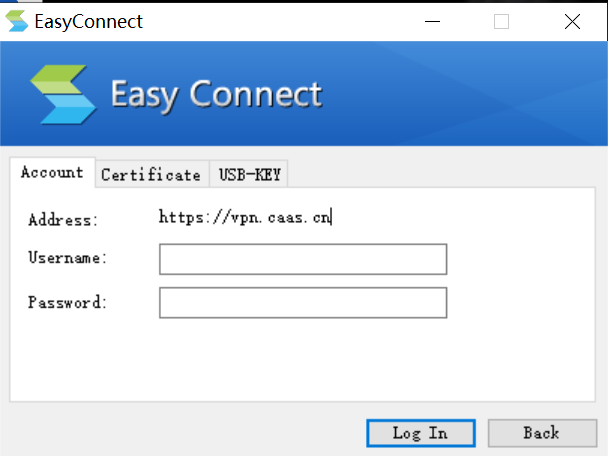 EasyConnect
Easy Connect
Account Certificate USB-KEY
Address: https://vpn.caas.cn
Username:
Password:
Log In Back